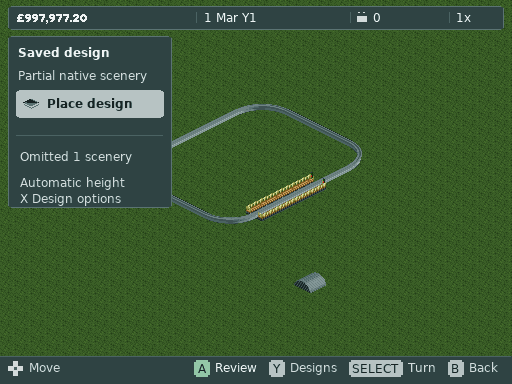 £997,977.20
1 Mar Y1
0
1x
Saved design
Partial native scenery
Place design
Omitted 1 scenery
Automatic height
X Design options
Move
A Review
Y Designs
SELECT Turn
B Back